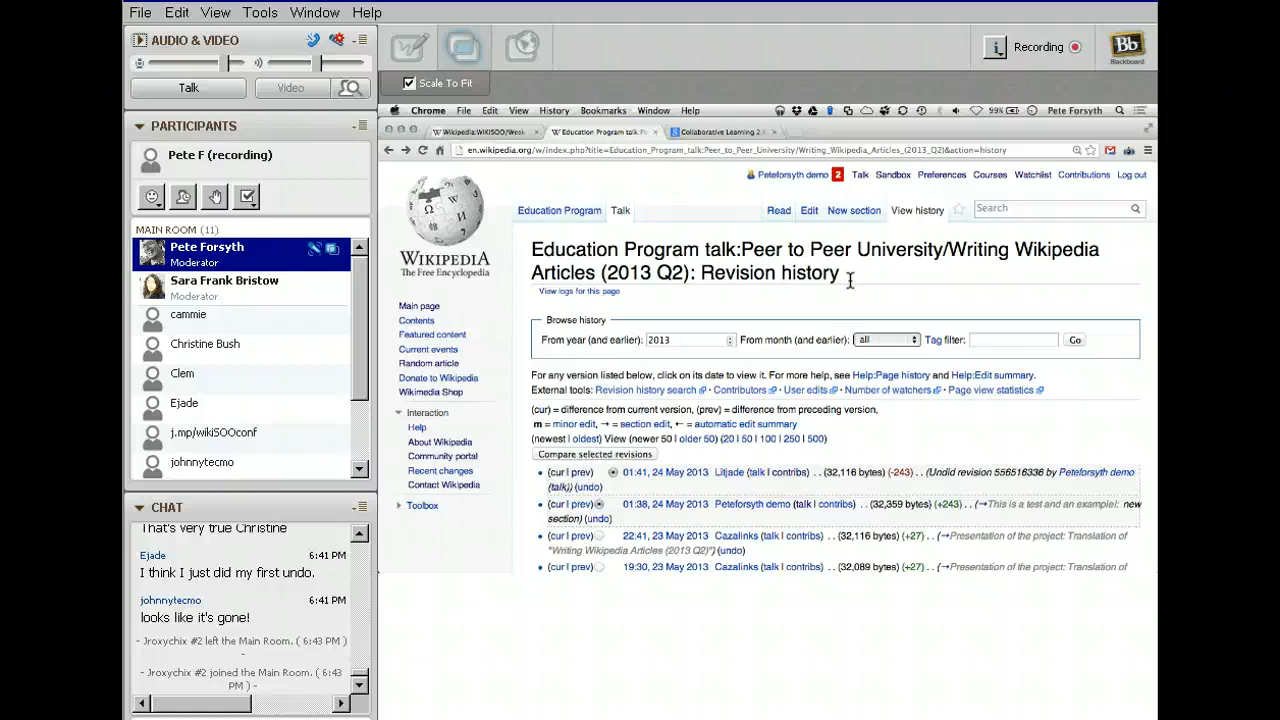 File Edit View Tools Window Help
AUDIO & VIDEO
Talk
Video
PARTICIPANTS
Pete F (recording)
MAIN ROOM (11)
Pete Forsyth
Moderator
Sara Frank Bristow
Moderator
cammie
Christine Bush
Clem
Ejade
j.mp/wikiSOOconf
johnnytecmo
CHAT
That's very true Christine
Ejade 6:41 PM
I think I just did my first undo.
johnnytecmo 6:41 PM
looks like it's gone!
- Jroxychix #2 left the Main Room. ( 6:43 PM )
-
- Jroxychix #2 joined the Main Room. ( 6:43
PM ) -
Recording
Bb
Blackboard
Scale To Fit
Chrome File Edit View History Bookmarks Window Help
99%
Pete Forsyth
Wikipedia:WIKISOO/Week
Education Program talk:Pe
Collaborative Learning 2.
en.wikipedia.org/w/index.php?title=Education_Program_talk:Peer_to_Peer_University/Writing_Wikipedia_Articles_(2013_Q2)&action=history
Peteforsyth demo 2 Talk Sandbox Preferences Courses Watchlist Contributions Log out
Education Program Talk Read Edit New section View history
Search
WIKIPEDIA
The Free Encyclopedia
Main page
Contents
Featured content
Current events
Random article
Donate to Wikipedia
Wikimedia Shop
Interaction
Help
About Wikipedia
Community portal
Recent changes
Contact Wikipedia
Toolbox
Education Program talk:Peer to Peer University/Writing Wikipedia
Articles (2013 Q2): Revision history
View logs for this page
Browse history
From year (and earlier): 2013 From month (and earlier): all Tag filter: Go
For any version listed below, click on its date to view it. For more help, see Help:Page history and Help:Edit summary.
External tools: Revision history search · Contributors · User edits · Number of watchers · Page view statistics
(cur) = difference from current version, (prev) = difference from preceding version,
m = minor edit, → = section edit, ← = automatic edit summary
(newest | oldest) View (newer 50 | older 50) (20 | 50 | 100 | 250 | 500)
Compare selected revisions
(cur | prev) 01:41, 24 May 2013 Litjade (talk | contribs) . . (32,116 bytes) (-243) . . (Undid revision 556516336 by Peteforsyth demo
(talk)) (undo)
(cur | prev) 01:38, 24 May 2013 Peteforsyth demo (talk | contribs) . . (32,359 bytes) (+243) . . (→This is a test and an example!: new
section) (undo)
(cur | prev) 22:41, 23 May 2013 Cazalinks (talk | contribs) . . (32,116 bytes) (+27) . . (→Presentation of the project: Translation of
"Writing Wikipedia Articles (2013 Q2)") (undo)
(cur | prev) 19:30, 23 May 2013 Cazalinks (talk | contribs) . . (32,089 bytes) (+27) . . (→Presentation of the project: Translation of